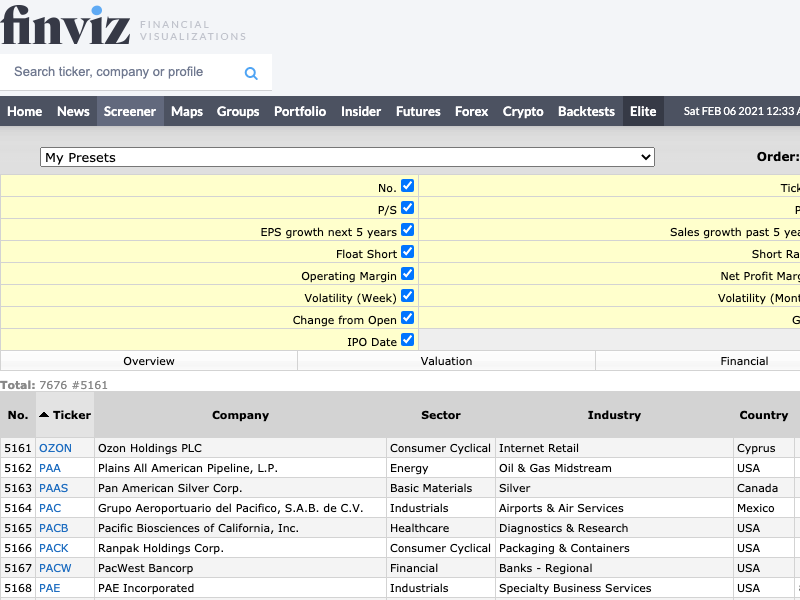 finviz FINANCIAL
VISUALIZATIONS
Search ticker, company or profile
Home News Screener Maps Groups Portfolio Insider Futures Forex Crypto Backtests Elite Sat FEB 06 2021 12:33
My Presets Order:
No.
P/S
EPS growth next 5 years Sales growth past 5
Float Short Short
Operating Margin Net Profit
Volatility (Week) Volatility
Change from Open
IPO Date
Overview Valuation Financial
Total: 7676 #5161
No. Ticker Company Sector Industry Country
5161 OZON Ozon Holdings PLC Consumer Cyclical Internet Retail Cyprus
5162 PAA Plains All American Pipeline, L.P. Energy Oil & Gas Midstream USA
5163 PAAS Pan American Silver Corp. Basic Materials Silver Canada
5164 PAC Grupo Aeroportuario del Pacifico, S.A.B. de C.V. Industrials Airports & Air Services Mexico
5165 PACB Pacific Biosciences of California, Inc. Healthcare Diagnostics & Research USA
5166 PACK Ranpak Holdings Corp. Consumer Cyclical Packaging & Containers USA
5167 PACW PacWest Bancorp Financial Banks - Regional USA
5168 PAE PAE Incorporated Industrials Specialty Business Services USA